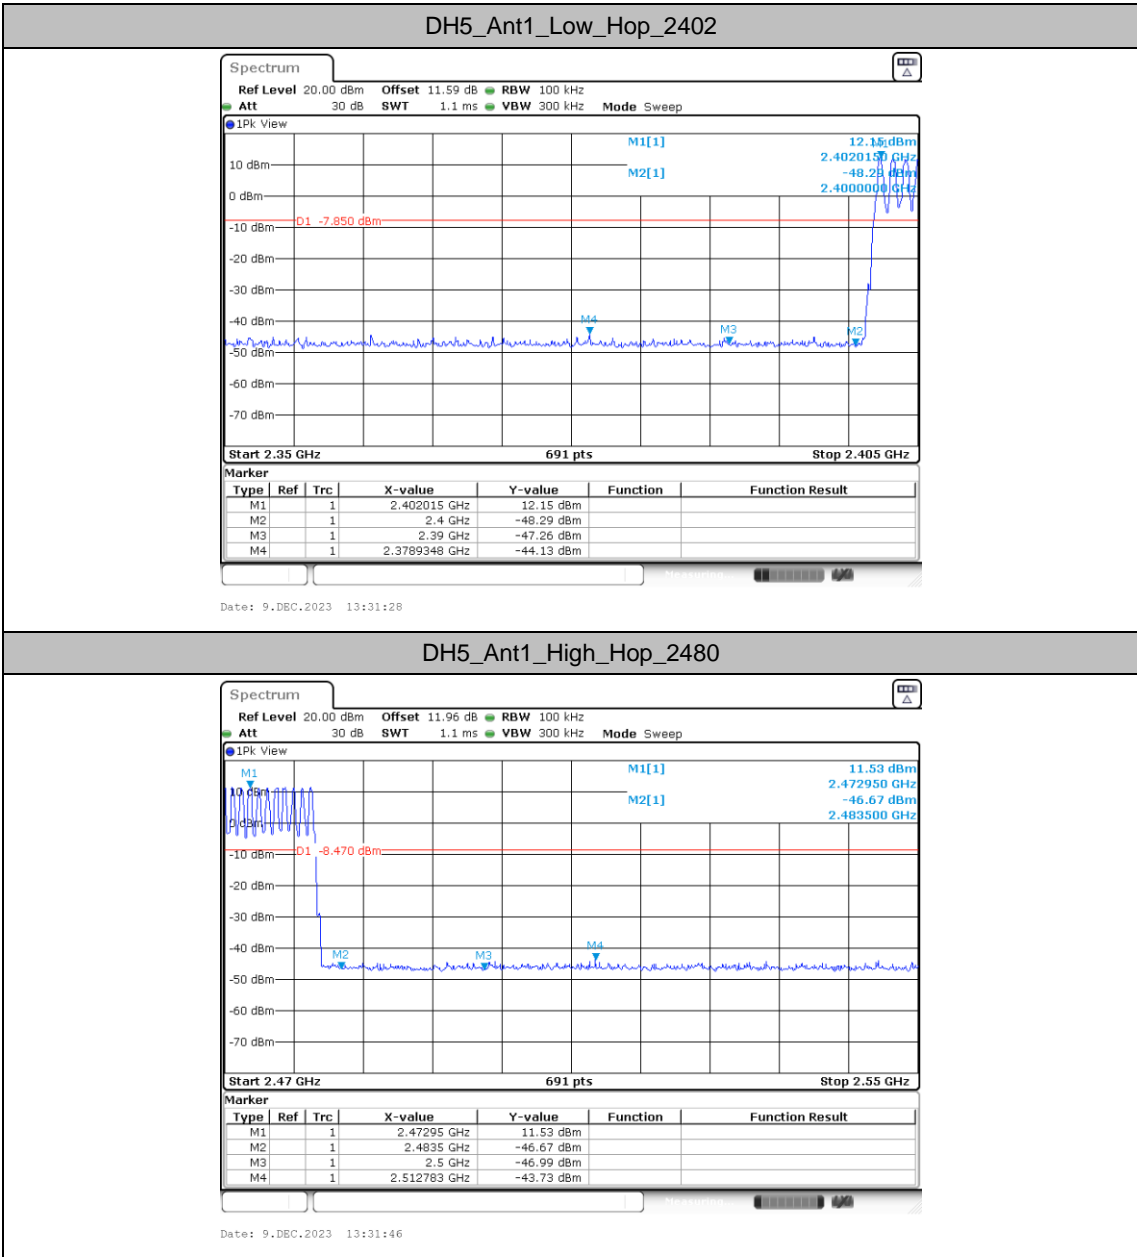 DH5_Ant1_Low_Hop_2402
Spectrum
Ref Level 20.00 dBm Offset 11.59 dB RBW 100 kHz
Att 30 dB SWT 1.1 ms VBW 300 kHz Mode Sweep
1Pk View
M1[1] 12.15 dBm
2.4020150 GHz
M2[1] -48.29 dBm
2.4000000 GHz
M1
10 dBm
0 dBm
D1 -7.850 dBm
-10 dBm
-20 dBm
-30 dBm
-40 dBm
M4
M3
M2
-50 dBm
-60 dBm
-70 dBm
Start 2.35 GHz 691 pts Stop 2.405 GHz
Marker
Type Ref Trc X-value Y-value Function Function Result
M1 1 2.402015 GHz 12.15 dBm
M2 1 2.4 GHz -48.29 dBm
M3 1 2.39 GHz -47.26 dBm
M4 1 2.3789348 GHz -44.13 dBm
Measuring...
Date: 9.DEC.2023 13:31:28
DH5_Ant1_High_Hop_2480
Spectrum
Ref Level 20.00 dBm Offset 11.96 dB RBW 100 kHz
Att 30 dB SWT 1.1 ms VBW 300 kHz Mode Sweep
1Pk View
M1[1] 11.53 dBm
2.472950 GHz
M2[1] -46.67 dBm
2.483500 GHz
M1
10 dBm
0 dBm
D1 -8.470 dBm
-10 dBm
-20 dBm
-30 dBm
-40 dBm
M2
M3
M4
-50 dBm
-60 dBm
-70 dBm
Start 2.47 GHz 691 pts Stop 2.55 GHz
Marker
Type Ref Trc X-value Y-value Function Function Result
M1 1 2.47295 GHz 11.53 dBm
M2 1 2.4835 GHz -46.67 dBm
M3 1 2.5 GHz -46.99 dBm
M4 1 2.512783 GHz -43.73 dBm
Measuring...
Date: 9.DEC.2023 13:31:46